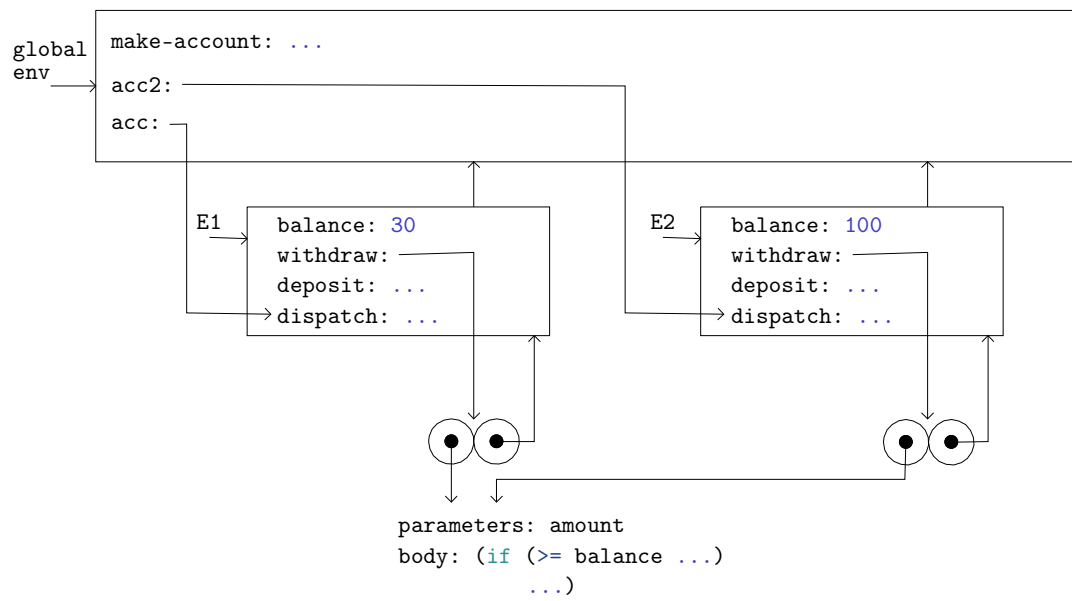 global
env
make-account: ...
acc2:
acc:
E1
balance: 30
withdraw:
deposit: ...
dispatch: ...
E2
balance: 100
withdraw:
deposit: ...
dispatch: ...
parameters: amount
body: (if (>= balance ...)
...)